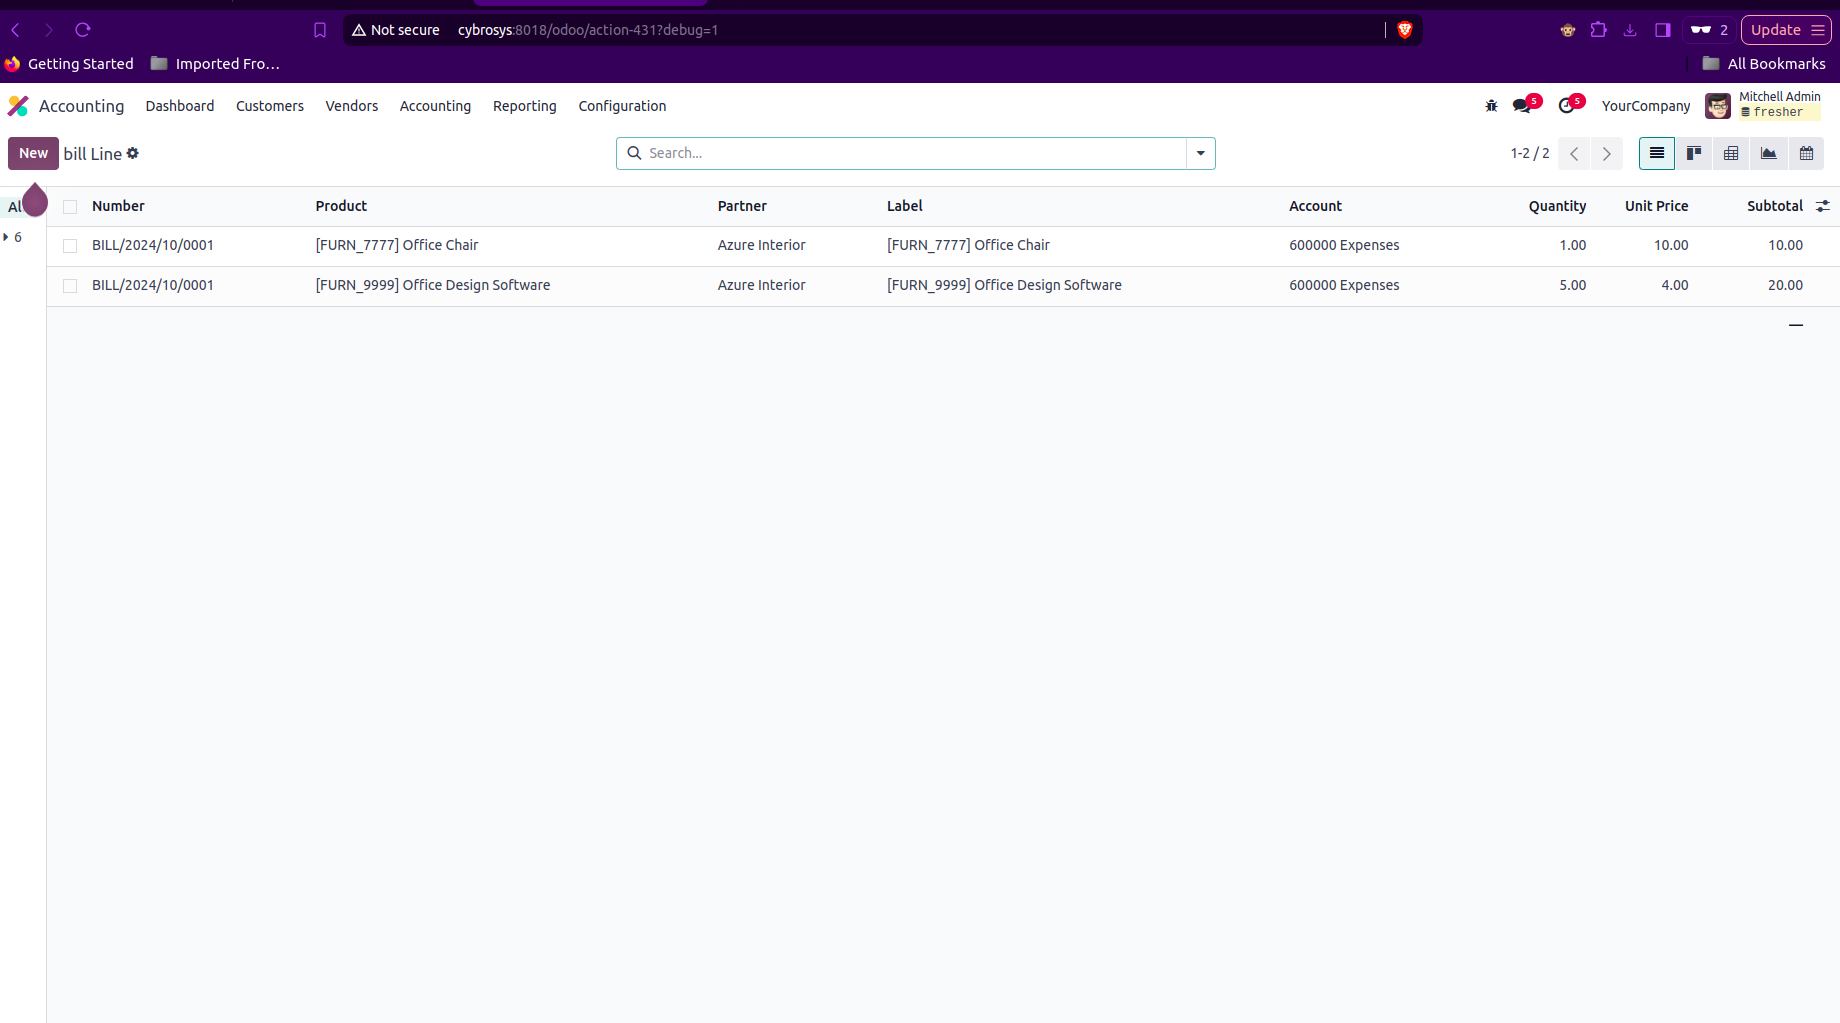 Not secure cybrosys:8018/odoo/action-431?debug=1 2 Update
Getting Started Imported Fro... All Bookmarks
Accounting Dashboard Customers Vendors Accounting Reporting Configuration 5 5 YourCompany Mitchell Admin
fresher
New bill Line Search... 1-2 / 2
Number Product Partner Label Account Quantity Unit Price Subtotal
6 BILL/2024/10/0001 [FURN_7777] Office Chair Azure Interior [FURN_7777] Office Chair 600000 Expenses 1.00 10.00 10.00
BILL/2024/10/0001 [FURN_9999] Office Design Software Azure Interior [FURN_9999] Office Design Software 600000 Expenses 5.00 4.00 20.00
—